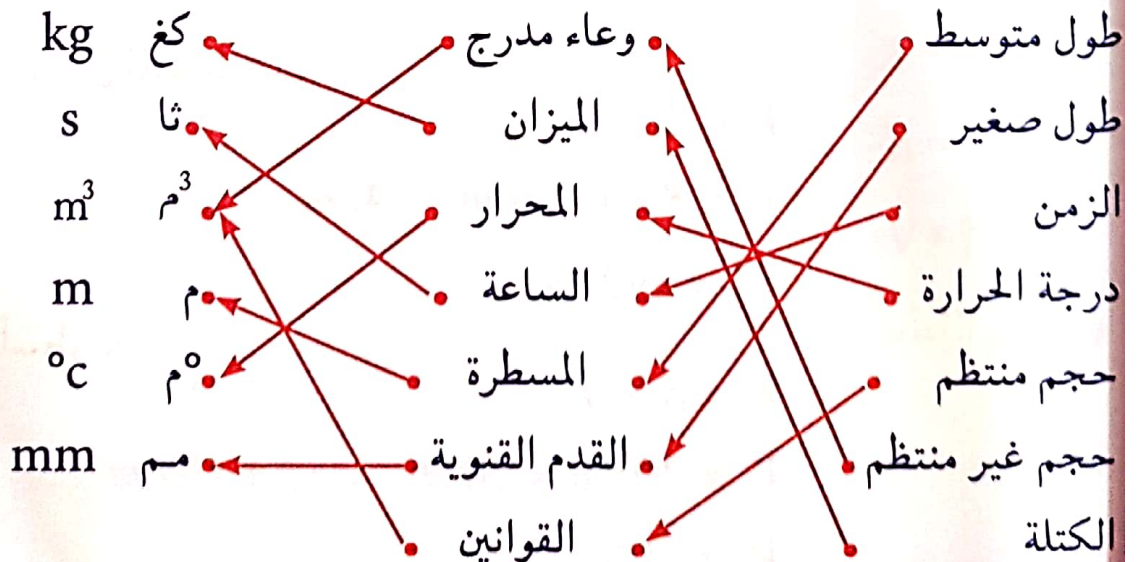 طول متوسط وعاء مدرج كغ kg
طول صغير الميزان ثا s
الزمن المحرار م³ m³
درجة الحرارة الساعة م m
حجم منتظم المسطرة م° °c
حجم غير منتظم القدم القنوية مم mm
الكتلة القوانين